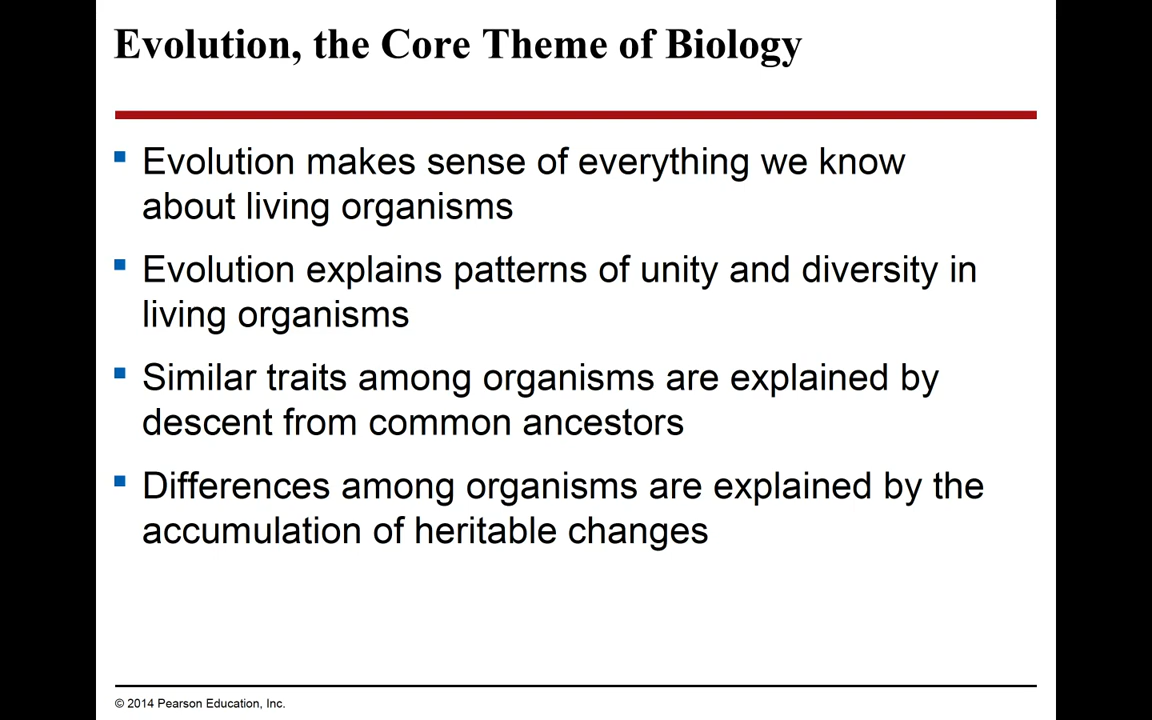 Evolution, the Core Theme of Biology
Evolution makes sense of everything we know
about living organisms
Evolution explains patterns of unity and diversity in
living organisms
Similar traits among organisms are explained by
descent from common ancestors
Differences among organisms are explained by the
accumulation of heritable changes
© 2014 Pearson Education, Inc.